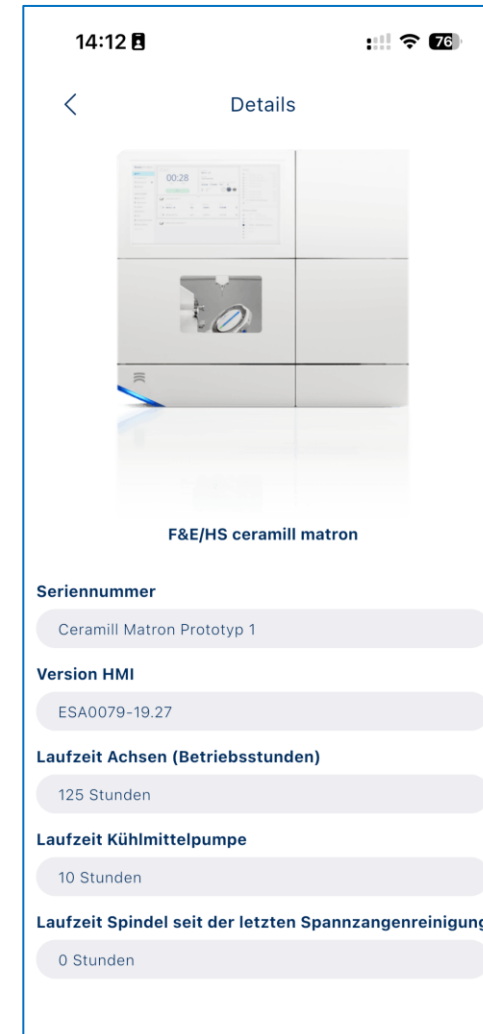 14:12
76
Details
00:28
F&E/HS ceramill matron
Seriennummer
Ceramill Matron Prototyp 1
Version HMI
ESA0079-19.27
Laufzeit Achsen (Betriebsstunden)
125 Stunden
Laufzeit Kühlmittelpumpe
10 Stunden
Laufzeit Spindel seit der letzten Spannzangenreinigung
0 Stunden